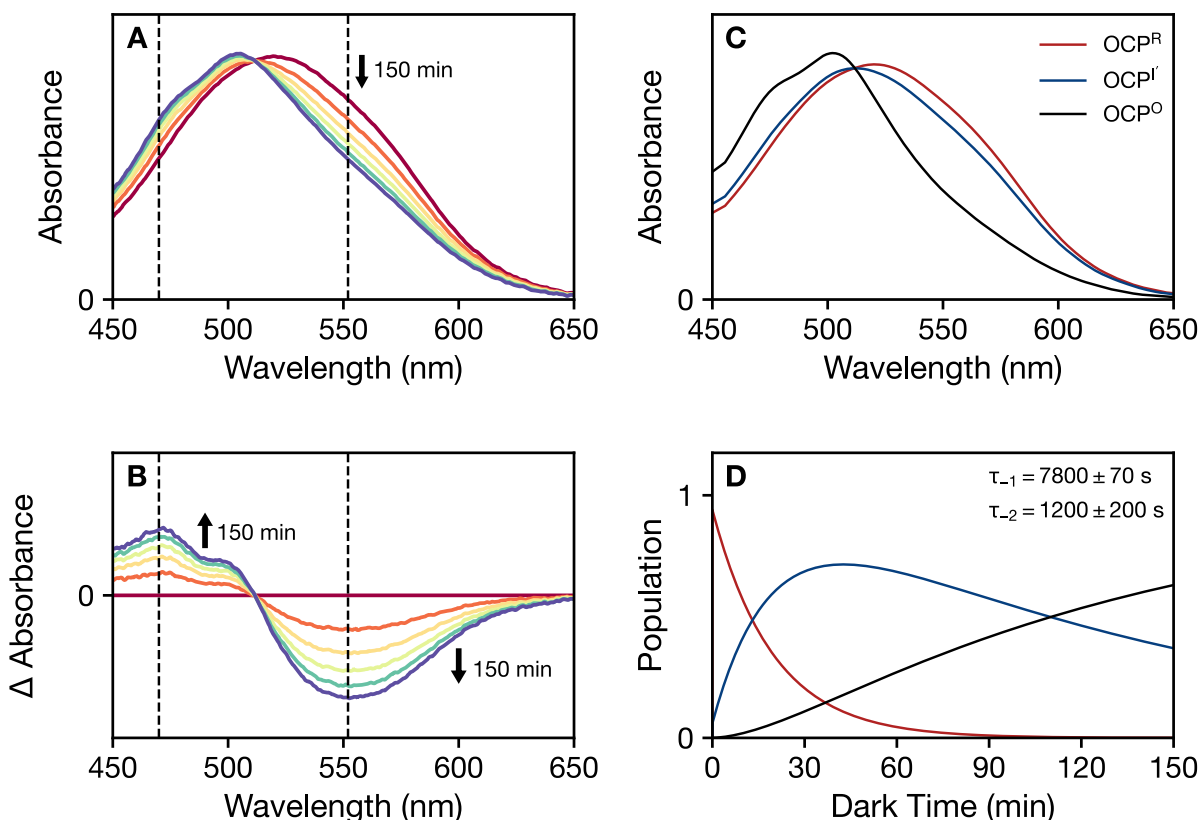 A
150 min
Absorbance
0
450 500 550 600 650
Wavelength (nm)
C
OCPᴿ
OCPᴵ′
OCPᴼ
Absorbance
0
450 500 550 600 650
Wavelength (nm)
B
150 min
0
150 min
Δ Absorbance
450 500 550 600 650
Wavelength (nm)
D
τ₋₁ = 7800 ± 70 s
τ₋₂ = 1200 ± 200 s
1
Population
0
0 30 60 90 120 150
Dark Time (min)